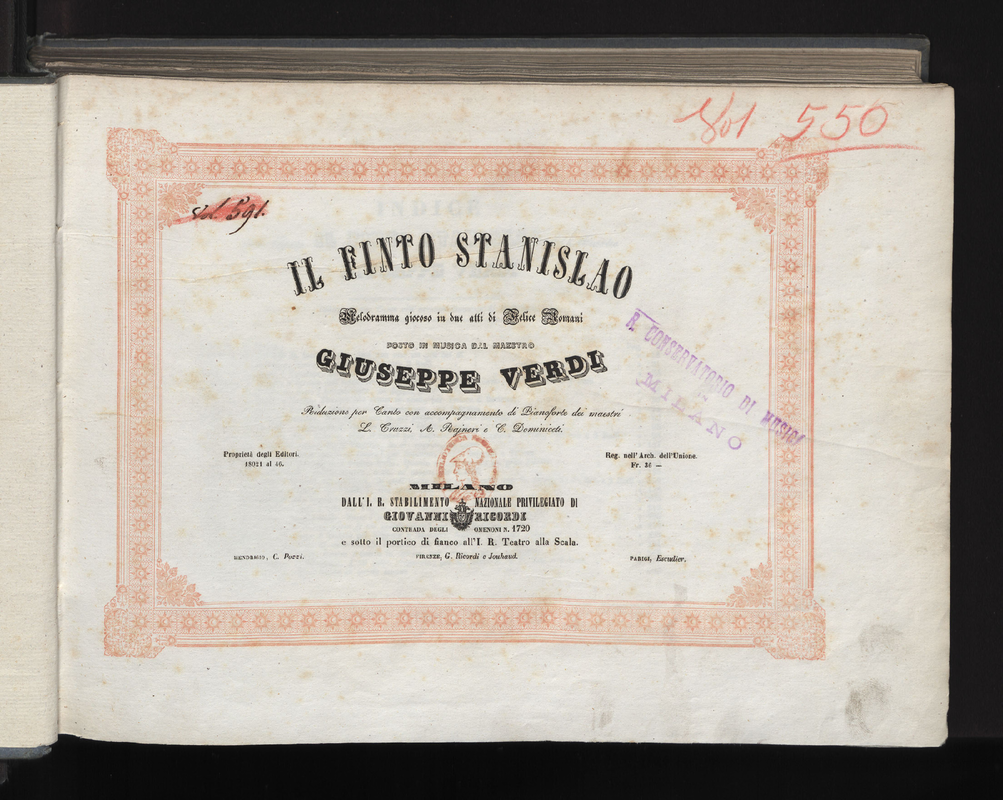 Vol 550
Vol. 591.
IL FINTO STANISLAO
Melodramma giocoso in due atti di Felice Romani
POSTO IN MUSICA DAL MAESTRO
GIUSEPPE VERDI
R. CONSERVATORIO DI MUSICA
MILANO
Riduzione per Canto con accompagnamento di Pianoforte dei maestri
L. Truzzi, A. Rajneri e C. Dominiceti.
Proprietà degli Editori.
18021 al 46.
Reg. nell'Arch. dell'Unione.
Fr. 36 —
MILANO
DALL'I. R. STABILIMENTO NAZIONALE PRIVILEGIATO DI
GIOVANNI RICORDI
CONTRADA DEGLI OMENONI N. 1720
e sotto il portico di fianco all'I. R. Teatro alla Scala.
MENDRISIO, C. Pozzi.
FIRENZE, G. Ricordi e Jouhaud.
PARIGI, Escudier.